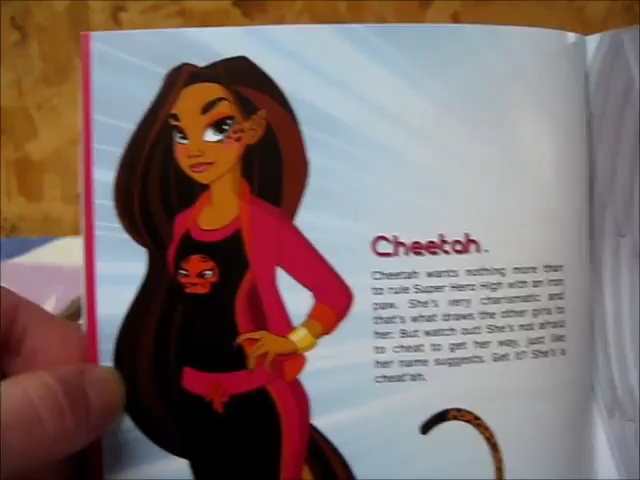 Cheetah.
Cheetah wants nothing more than
to rule Super Hero High with an iron
paw. She's very charismatic and
that's what draws the other girls to
her. But watch out! She's not afraid
to cheat to get her way, just like
her name suggests. Get it? She's a
cheat'ah.